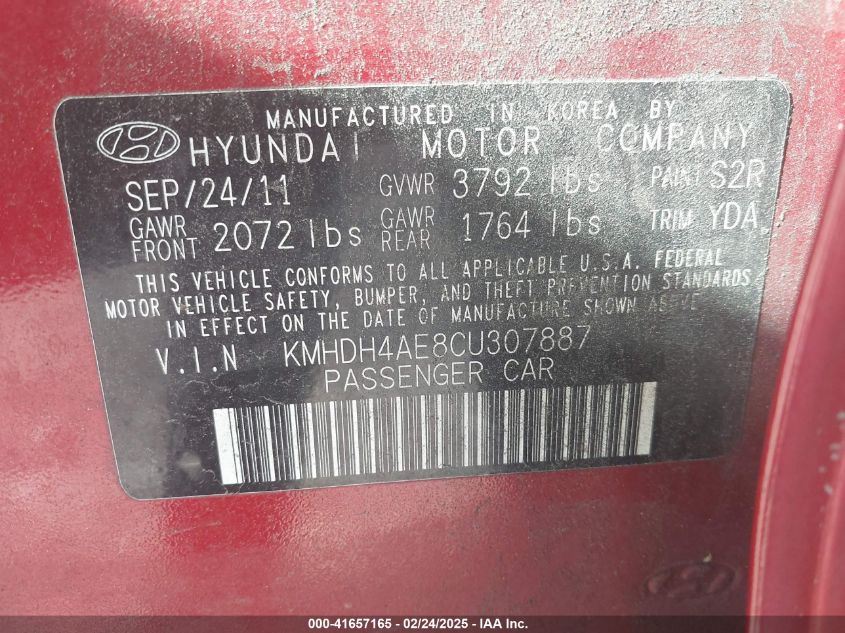 MANUFACTURED IN KOREA BY
HYUNDAI MOTOR COMPANY
SEP/24/11 GVWR 3792 lbs PAINT S2R
GAWR FRONT 2072 lbs GAWR REAR 1764 lbs TRIM YDA
THIS VEHICLE CONFORMS TO ALL APPLICABLE U.S.A. FEDERAL
MOTOR VEHICLE SAFETY, BUMPER, AND THEFT PREVENTION STANDARDS
IN EFFECT ON THE DATE OF MANUFACTURE SHOWN ABOVE
V.I.N KMHDH4AE8CU307887
PASSENGER CAR
000-41657165 - 02/24/2025 - IAA Inc.